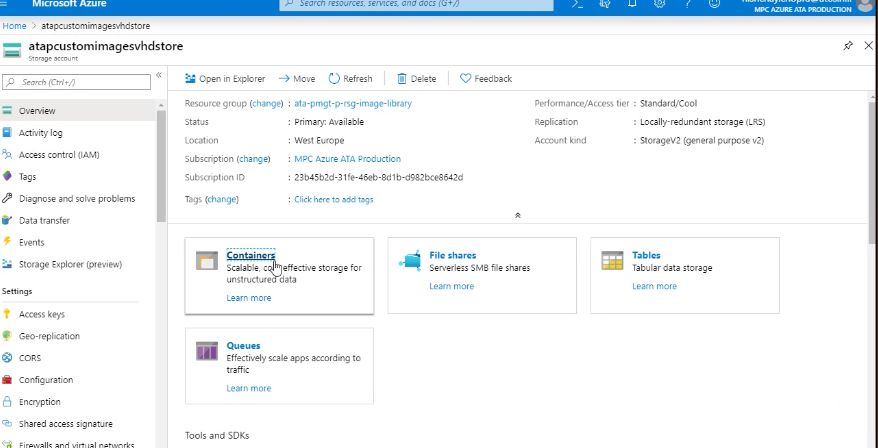 Microsoft Azure
Search resources, services, and docs (G+/)
MPC AZURE ATA PRODUCTION
Home > atapcustomimagesvhdstore
atapcustomimagesvhdstore
Storage account
Search (Ctrl+/)
Overview
Activity log
Access control (IAM)
Tags
Diagnose and solve problems
Data transfer
Events
Storage Explorer (preview)
Settings
Access keys
Geo-replication
CORS
Configuration
Encryption
Shared access signature
Firewalls and virtual networks
Open in Explorer Move Refresh Delete Feedback
Resource group (change) : ata-pmgt-p-rsg-image-library
Status : Primary: Available
Location : West Europe
Subscription (change) : MPC Azure ATA Production
Subscription ID : 23b45b2d-31fe-46eb-8d1b-d982bce8642d
Tags (change) : Click here to add tags
Performance/Access tier : Standard/Cool
Replication : Locally-redundant storage (LRS)
Account kind : StorageV2 (general purpose v2)
Containers
Scalable, effective storage for
unstructured data
Learn more
File shares
Serverless SMB file shares
Learn more
Tables
Tabular data storage
Learn more
Queues
Effectively scale apps according to
traffic
Learn more
Tools and SDKs